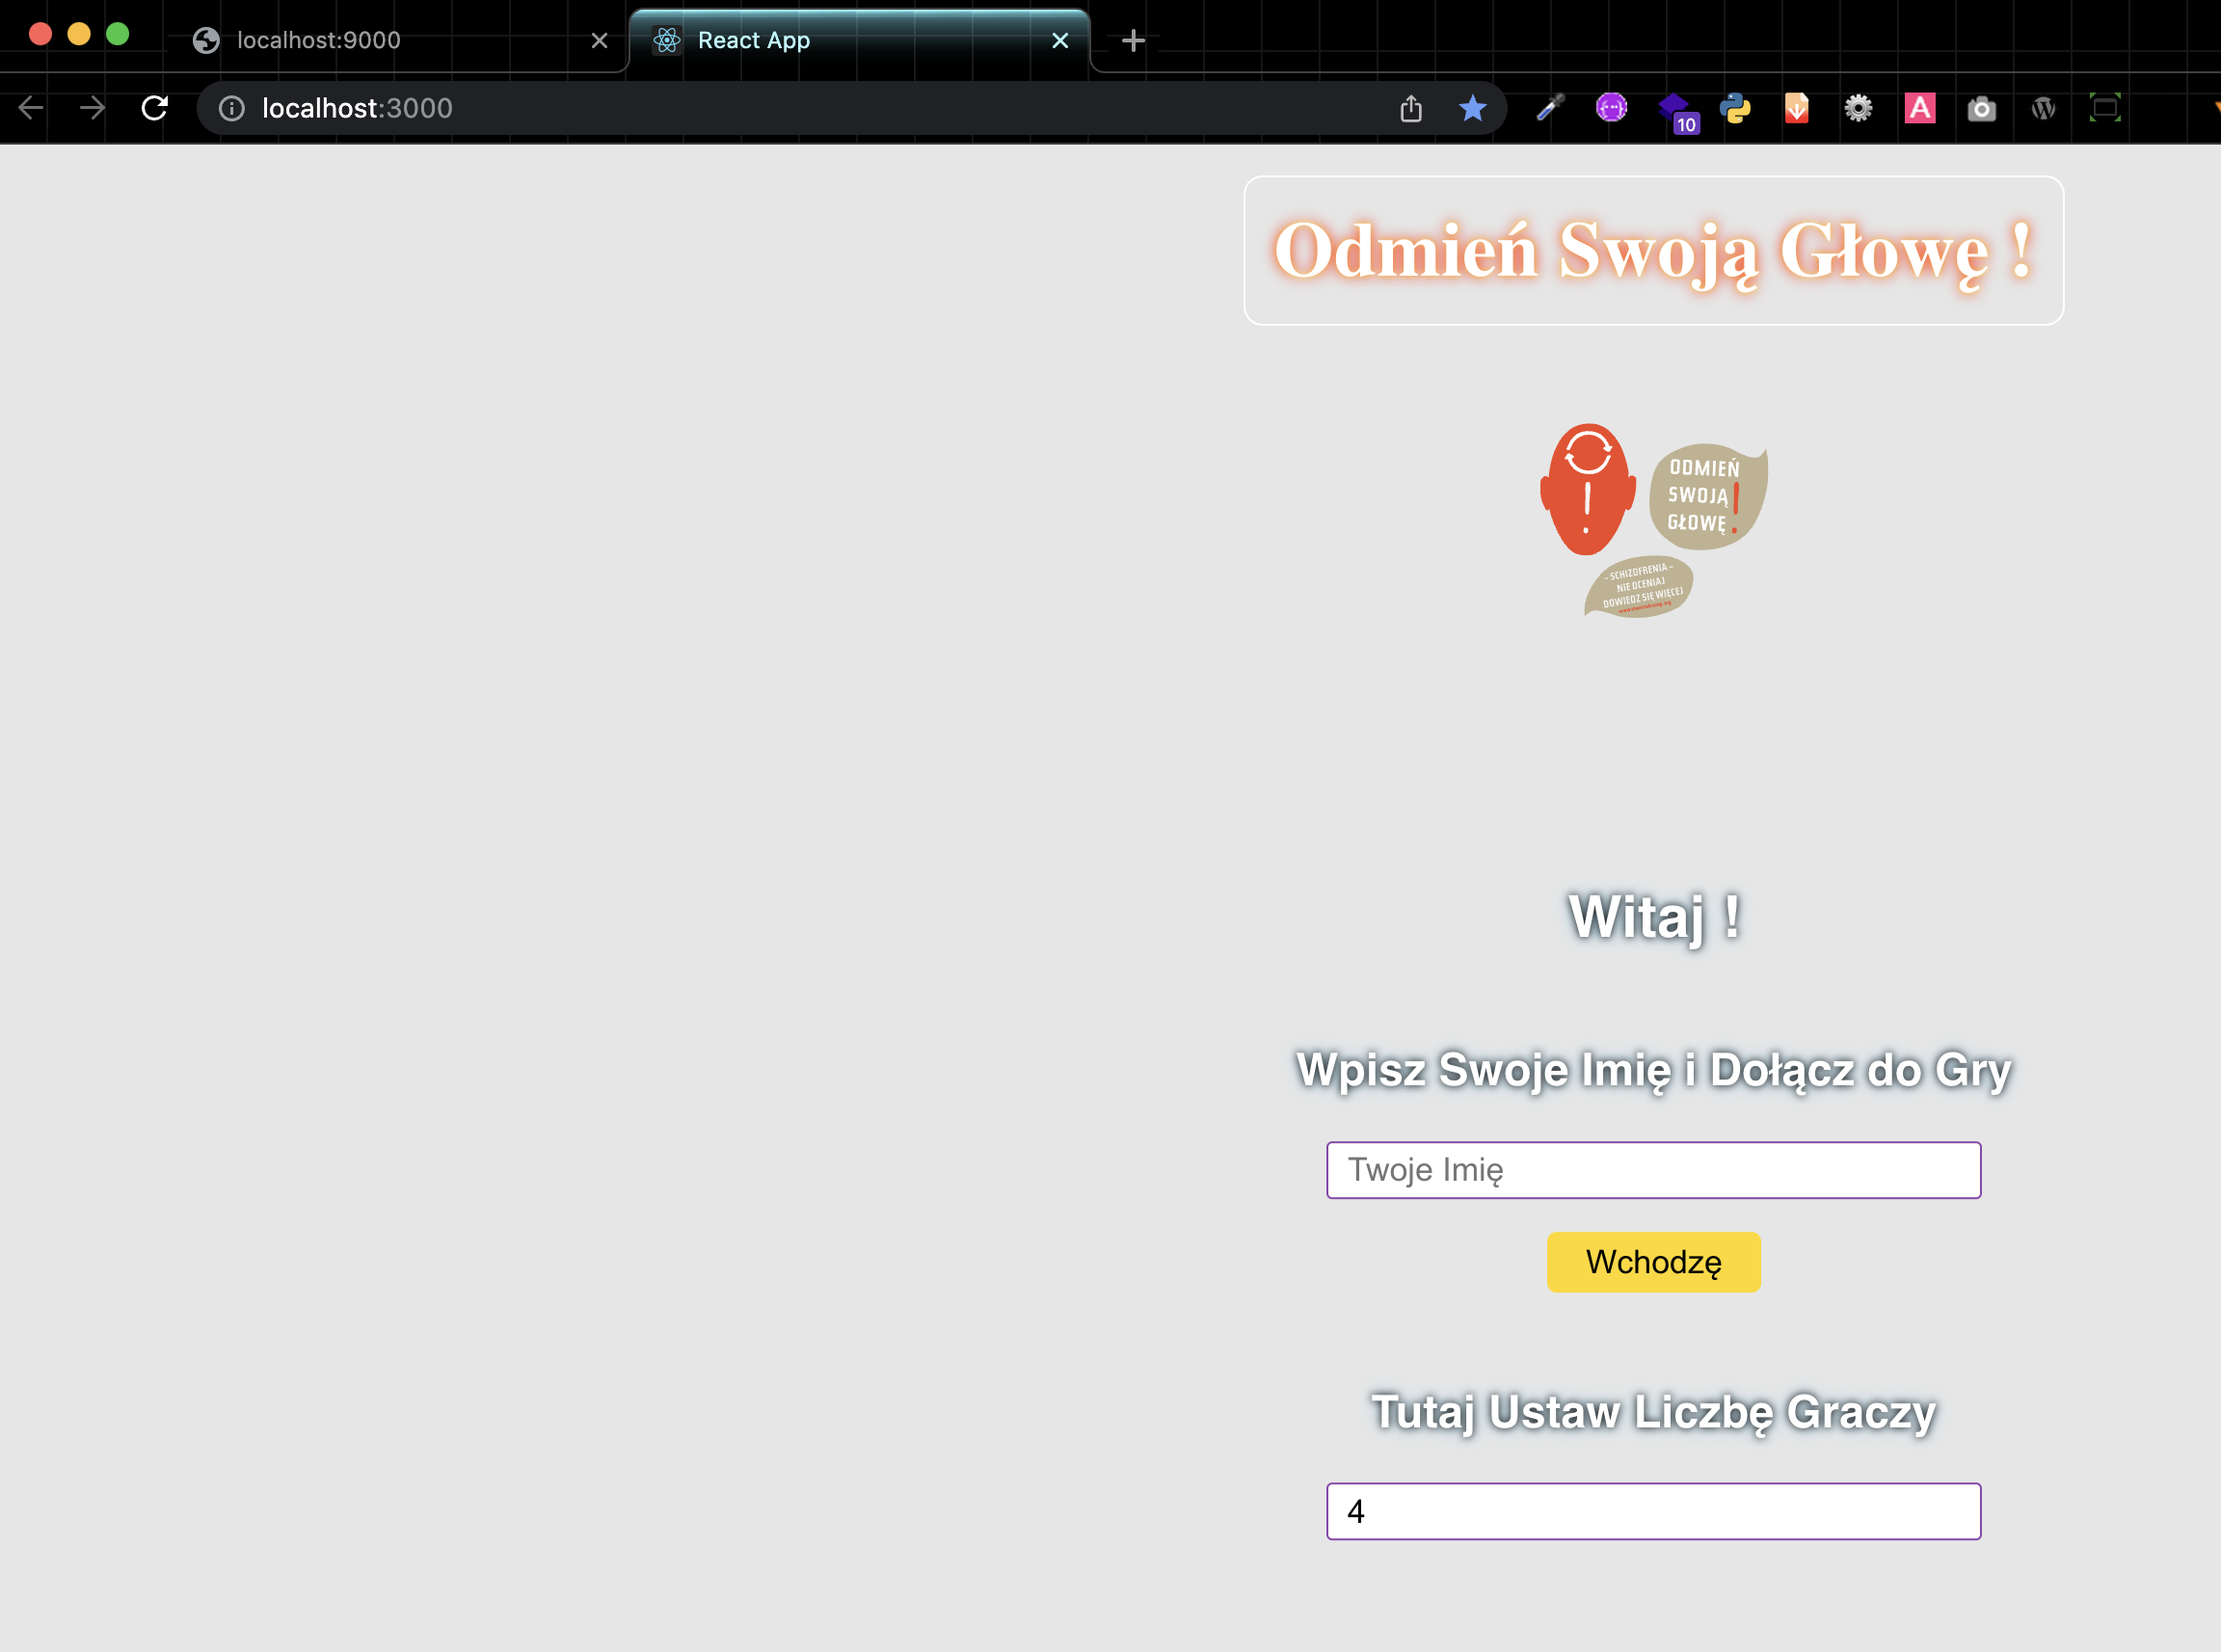 localhost:9000
React App
localhost:3000
10
A
Odmień Swoją Głowę !
ODMIEŃ
SWOJĄ
GŁOWĘ !
– SCHIZOFRENIA –
NIE OCENIAJ
DOWIEDZ SIĘ WIĘCEJ
Witaj !
Wpisz Swoje Imię i Dołącz do Gry
Twoje Imię
Wchodzę
Tutaj Ustaw Liczbę Graczy
4